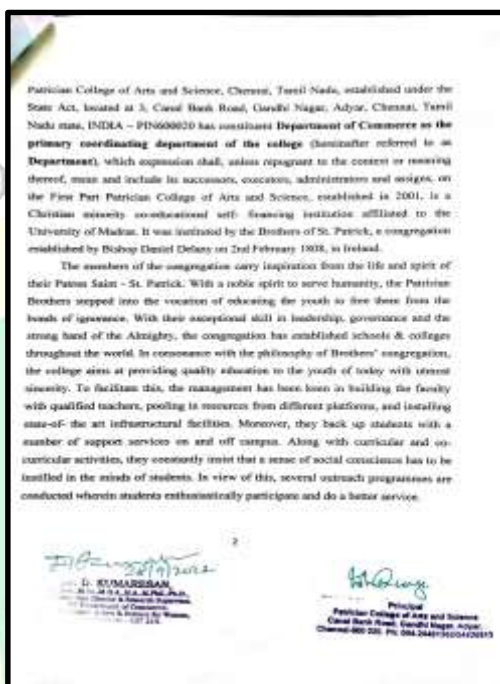 Patrician College of Arts and Science, Chennai, Tamil Nadu, established under the
State Act, located at 3, Canal Bank Road, Gandhi Nagar, Adyar, Chennai, Tamil
Nadu state, INDIA – PIN600020 has constituent Department of Commerce as the
primary coordinating department of the college (hereinafter referred to as
Department), which expression shall, unless repugnant to the context or meaning
thereof, mean and include its successors, executors, administrators and assigns, on
the First Part Patrician College of Arts and Science, established in 2001, is a
Christian minority co-educational self- financing institution affiliated to the
University of Madras. It was instituted by the Brothers of St. Patrick, a congregation
established by Bishop Daniel Delany on 2nd February 1808, in Ireland.
The members of the congregation carry inspiration from the life and spirit of
their Patron Saint - St. Patrick. With a noble spirit to serve humanity, the Patrician
Brothers stepped into the vocation of educating the youth to free them from the
bonds of ignorance. With their exceptional skill in leadership, governance and the
strong hand of the Almighty, the congregation has established schools & colleges
throughout the world. In consonance with the philosophy of Brothers' congregation,
the college aims at providing quality education to the youth of today with utmost
sincerity. To facilitate this, the management has been keen in building the faculty
with qualified teachers, pooling in resources from different platforms, and installing
state-of- the art infrastructural facilities. Moreover, they back up students with a
number of support services on and off campus. Along with curricular and co-
curricular activities, they constantly insist that a sense of social conscience has to be
instilled in the minds of students. In view of this, several outreach programmes are
conducted wherein students enthusiastically participate and do a better service.
2
D. KUMARESAN,
Department of Commerce,
Principal
Patrician College of Arts and Science
Canal Bank Road, Gandhi Nagar, Adyar,
Chennai-600 020.